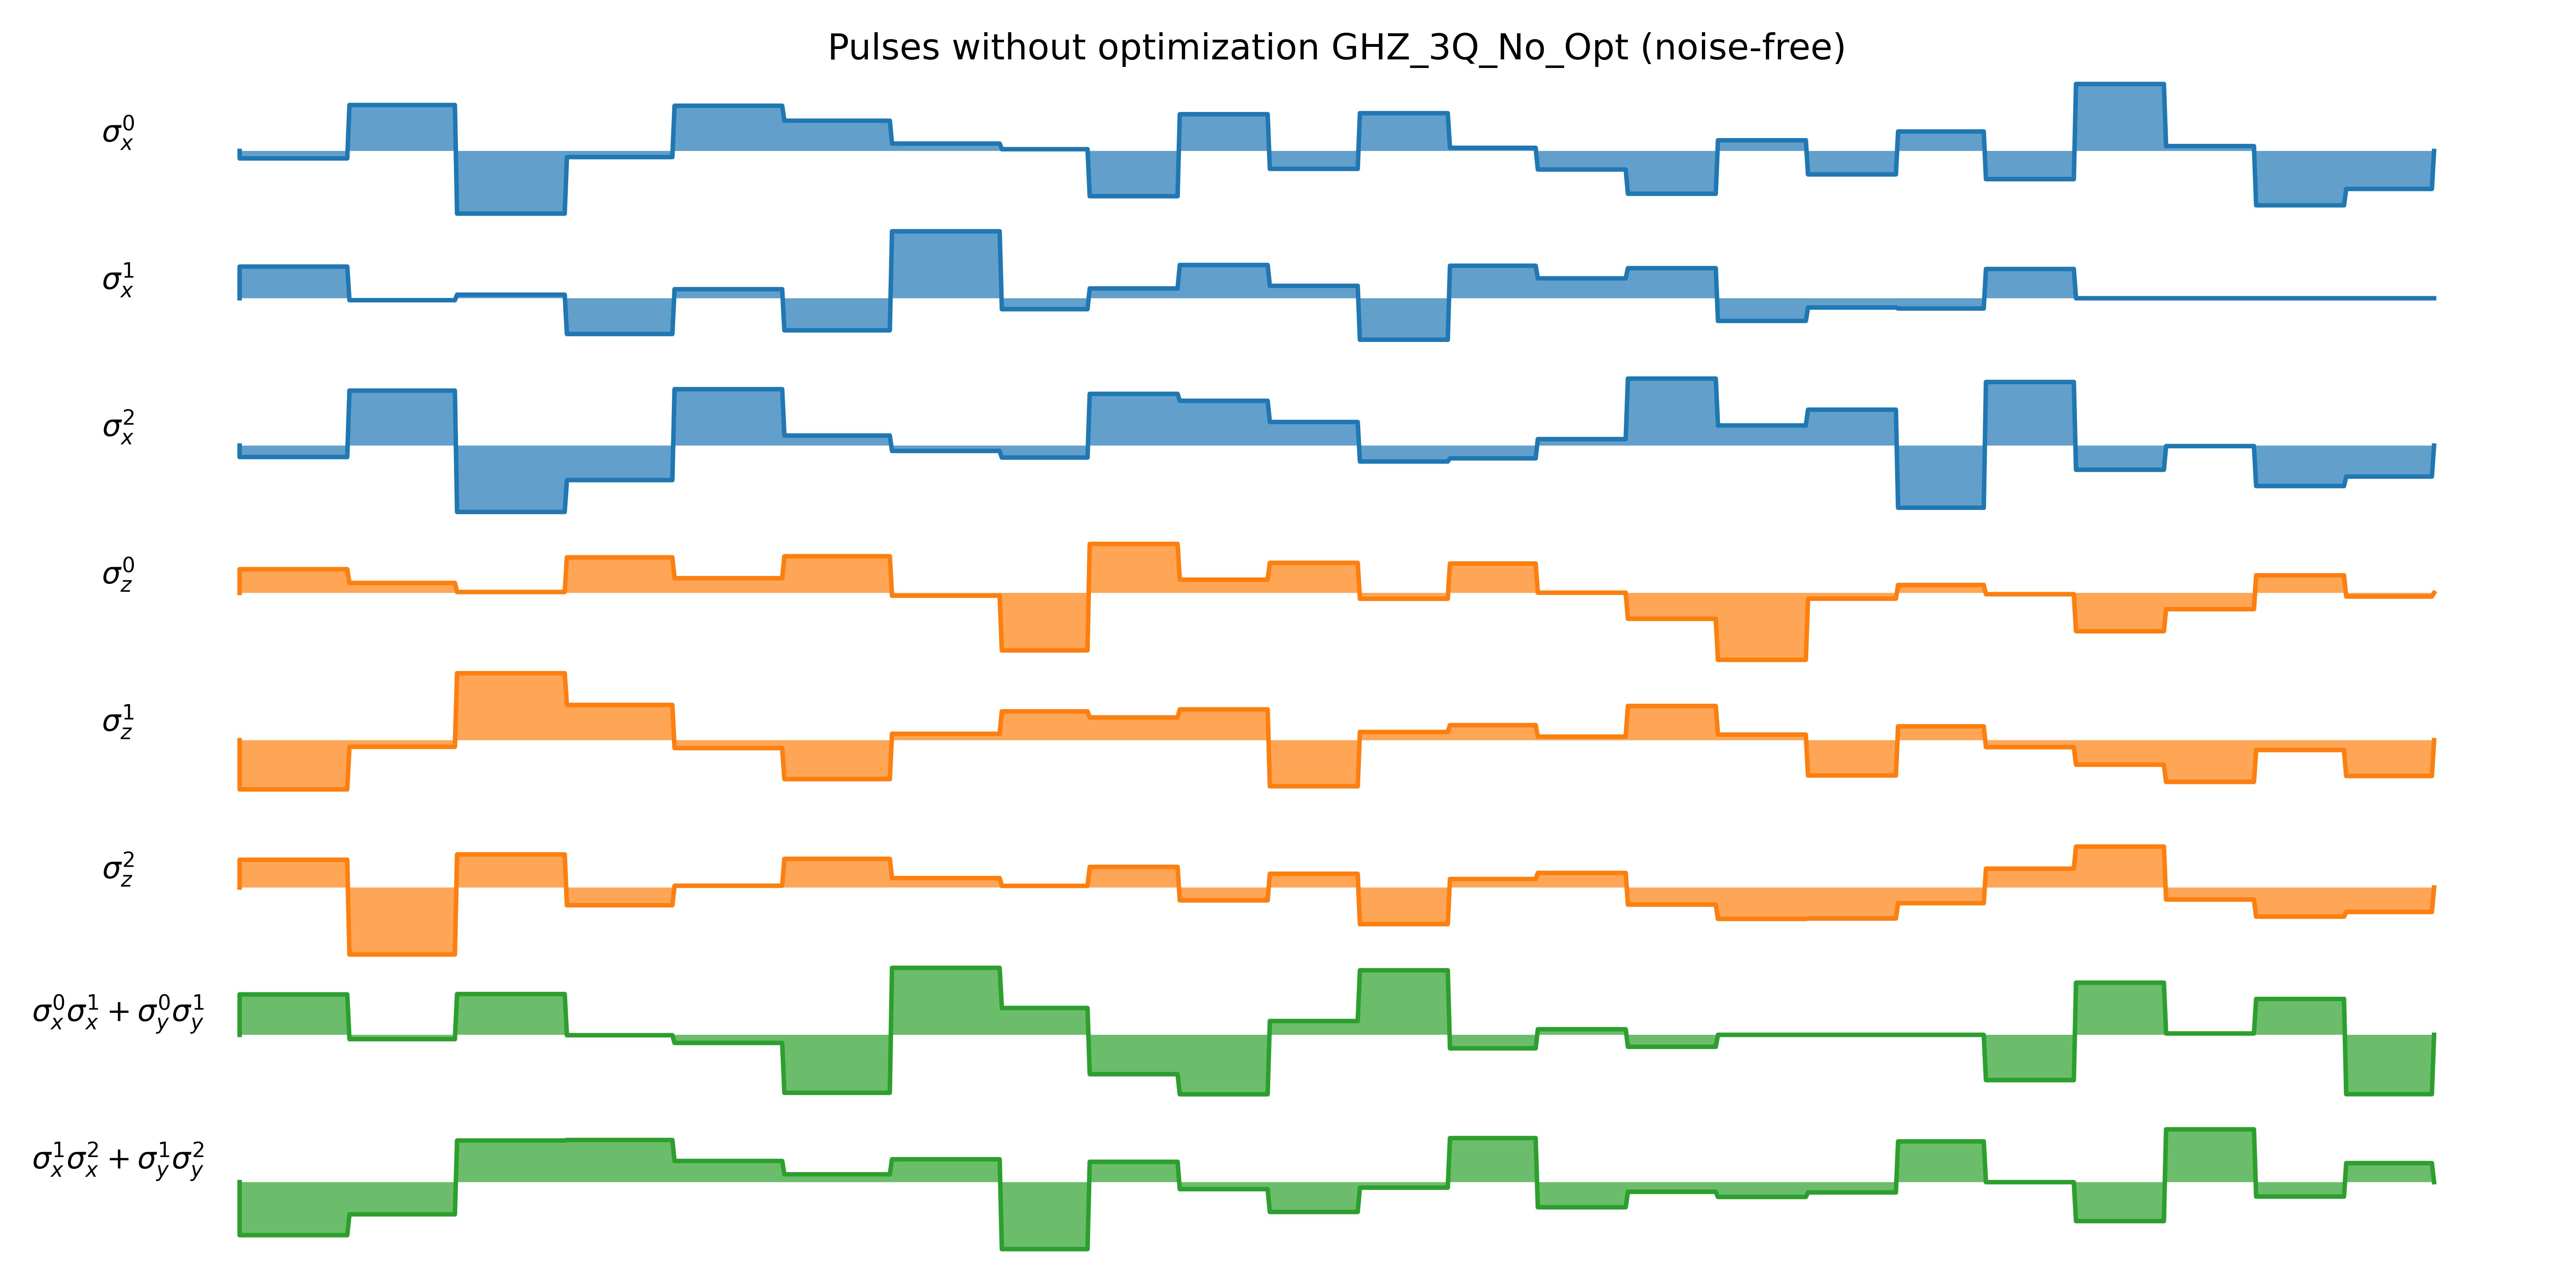 Pulses without optimization GHZ_3Q_No_Opt (noise-free)
σ_x^0
σ_x^1
σ_x^2
σ_z^0
σ_z^1
σ_z^2
σ_x^0σ_x^1 + σ_y^0σ_y^1
σ_x^1σ_x^2 + σ_y^1σ_y^2